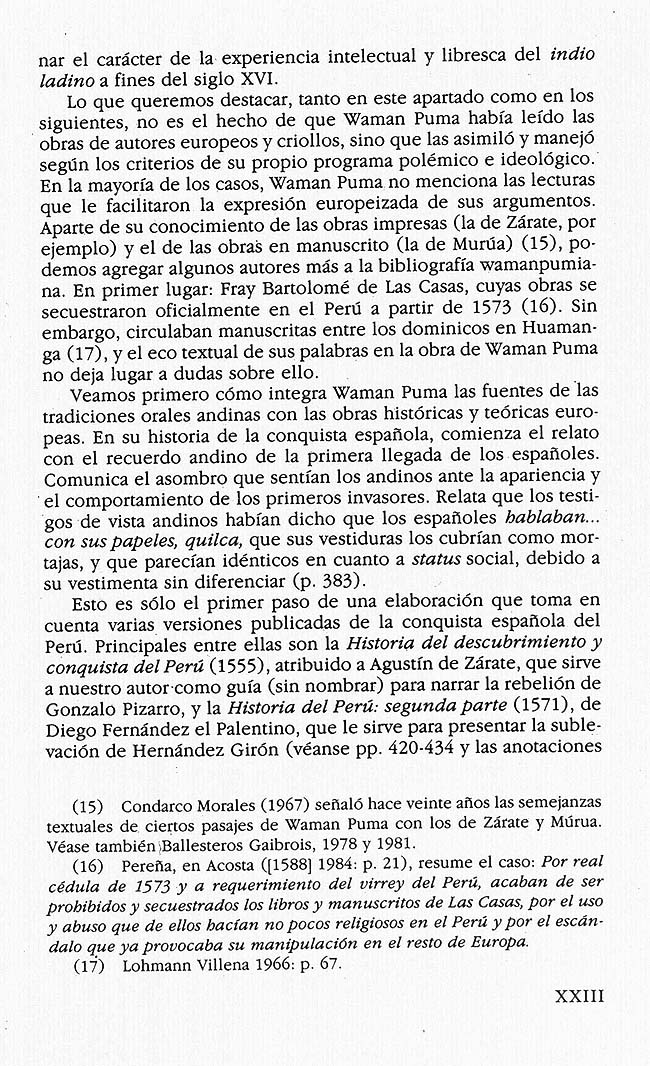 nar el carácter de la experiencia intelectual y libresca del indio
ladino a fines del siglo XVI.
Lo que queremos destacar, tanto en este apartado como en los
siguientes, no es el hecho de que Waman Puma había leído las
obras de autores europeos y criollos, sino que las asimiló y manejó
según los criterios de su propio programa polémico e ideológico.
En la mayoría de los casos, Waman Puma no menciona las lecturas
que le facilitaron la expresión europeizada de sus argumentos.
Aparte de su conocimiento de las obras impresas (la de Zárate, por
ejemplo) y el de las obras en manuscrito (la de Murúa) (15), po-
demos agregar algunos autores más a la bibliografía wamanpumia-
na. En primer lugar: Fray Bartolomé de Las Casas, cuyas obras se
secuestraron oficialmente en el Perú a partir de 1573 (16). Sin
embargo, circulaban manuscritas entre los dominicos en Huaman-
ga (17), y el eco textual de sus palabras en la obra de Waman Puma
no deja lugar a dudas sobre ello.
Veamos primero cómo integra Waman Puma las fuentes de las
tradiciones orales andinas con las obras históricas y teóricas euro-
peas. En su historia de la conquista española, comienza el relato
con el recuerdo andino de la primera llegada de los españoles.
Comunica el asombro que sentían los andinos ante la apariencia y
el comportamiento de los primeros invasores. Relata que los testi-
gos de vista andinos habían dicho que los españoles hablaban...
con sus papeles, quilca, que sus vestiduras los cubrían como mor-
tajas, y que parecían idénticos en cuanto a status social, debido a
su vestimenta sin diferenciar (p. 383).
Esto es sólo el primer paso de una elaboración que toma en
cuenta varias versiones publicadas de la conquista española del
Perú. Principales entre ellas son la Historia del descubrimiento y
conquista del Perú (1555), atribuido a Agustín de Zárate, que sirve
a nuestro autor como guía (sin nombrar) para narrar la rebelión de
Gonzalo Pizarro, y la Historia del Perú: segunda parte (1571), de
Diego Fernández el Palentino, que le sirve para presentar la suble-
vación de Hernández Girón (véanse pp. 420-434 y las anotaciones
(15) Condarco Morales (1967) señaló hace veinte años las semejanzas
textuales de ciertos pasajes de Waman Puma con los de Zárate y Múrua.
Véase también Ballesteros Gaibrois, 1978 y 1981.
(16) Pereña, en Acosta ([1588] 1984: p. 21), resume el caso: Por real
cédula de 1573 y a requerimiento del virrey del Perú, acaban de ser
prohibidos y secuestrados los libros y manuscritos de Las Casas, por el uso
y abuso que de ellos hacían no pocos religiosos en el Perú y por el escán-
dalo que ya provocaba su manipulación en el resto de Europa.
(17) Lohmann Villena 1966: p. 67.
XXIII